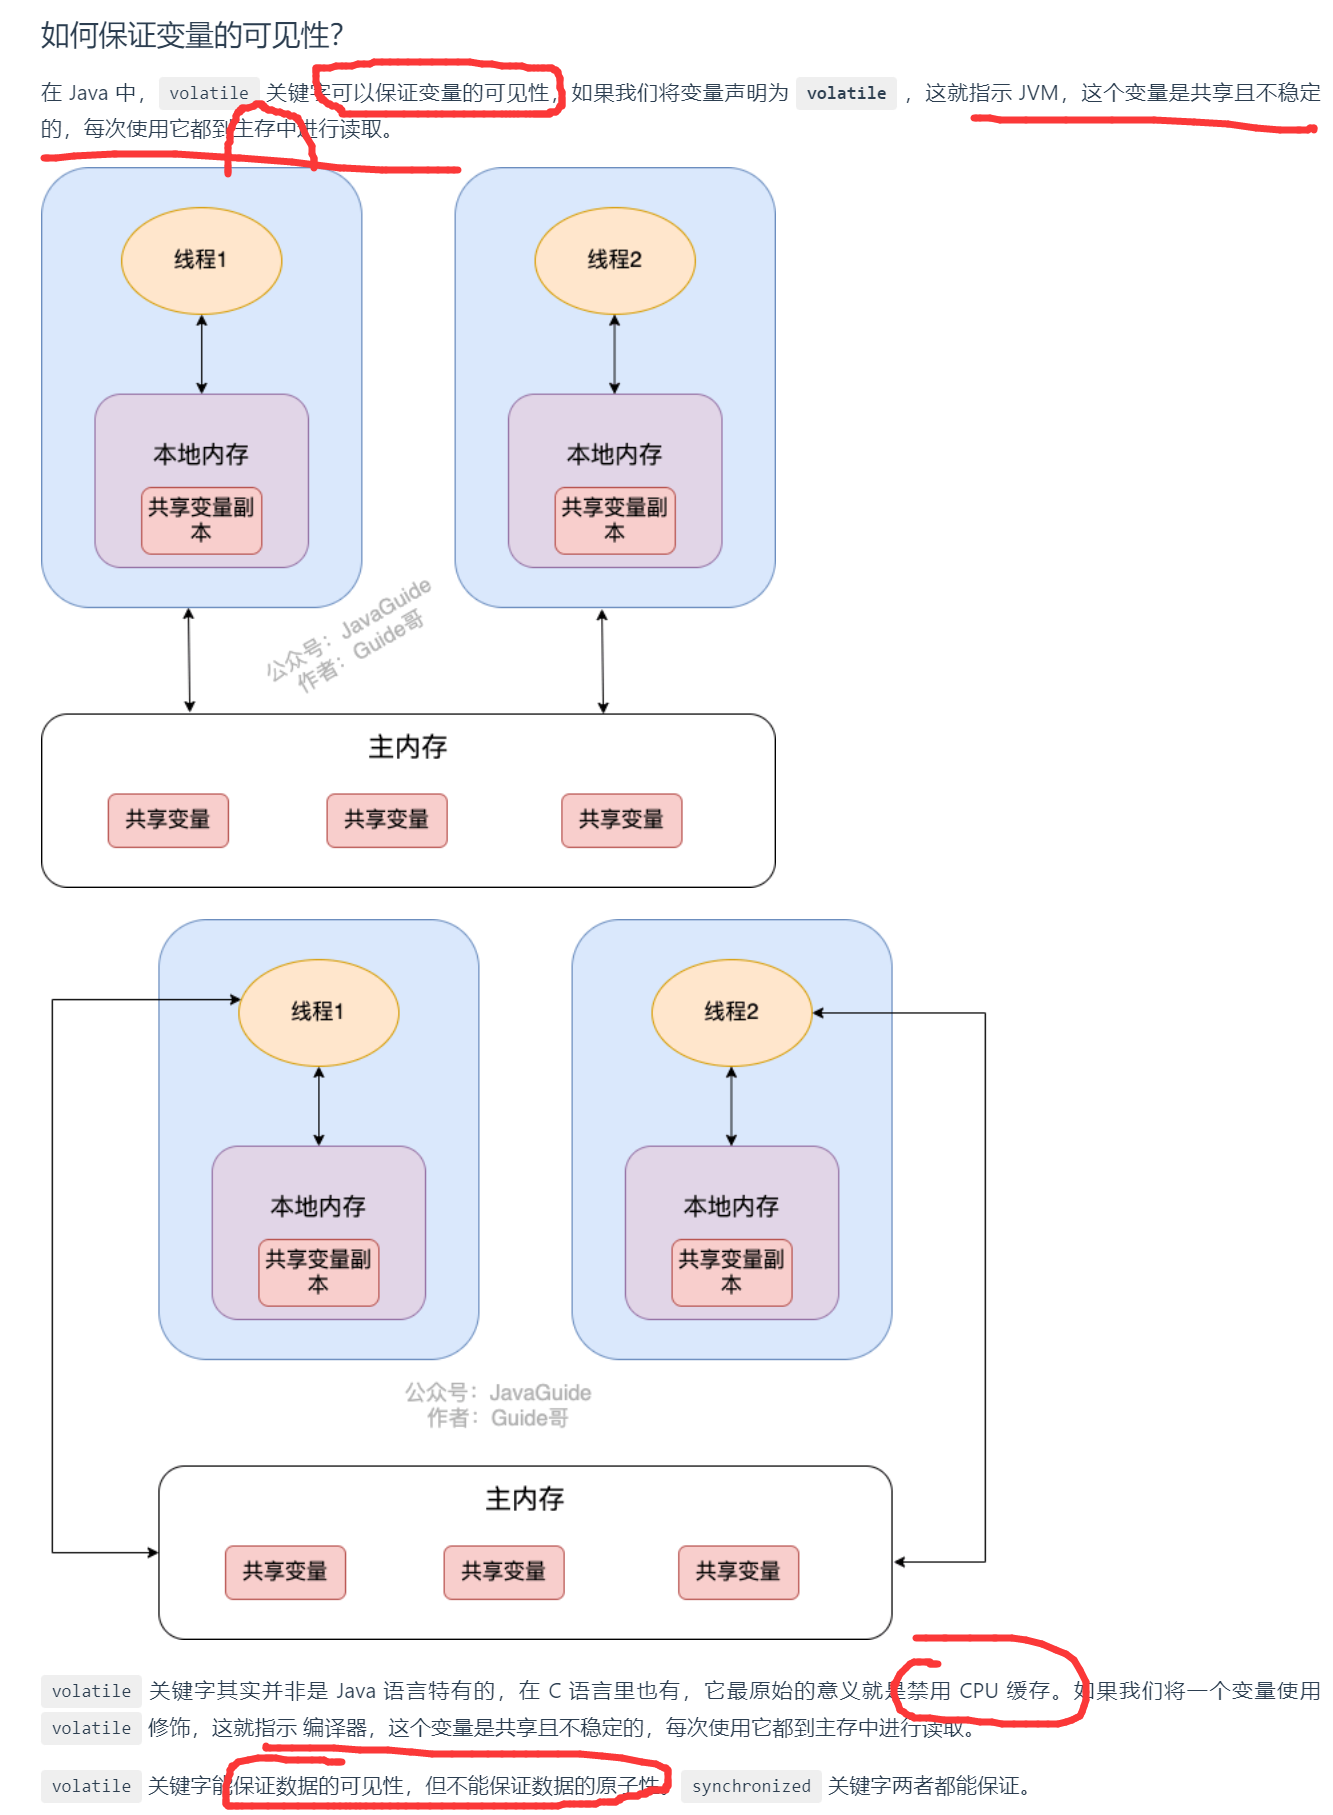 如何保证变量的可见性？
在 Java 中， volatile 关键字可以保证变量的可见性，如果我们将变量声明为 volatile ，这就指示 JVM，这个变量是共享且不稳定
的，每次使用它都到主存中进行读取。
线程1
线程2
本地内存
本地内存
共享变量副
本
共享变量副
本
公众号：JavaGuide
作者：Guide哥
主内存
共享变量
共享变量
共享变量
线程1
线程2
本地内存
本地内存
共享变量副
本
共享变量副
本
公众号：JavaGuide
作者：Guide哥
主内存
共享变量
共享变量
共享变量
volatile 关键字其实并非是 Java 语言特有的，在 C 语言里也有，它最原始的意义就是禁用 CPU 缓存。如果我们将一个变量使用
volatile 修饰，这就指示 编译器，这个变量是共享且不稳定的，每次使用它都到主存中进行读取。
volatile 关键字能保证数据的可见性，但不能保证数据的原子性。 synchronized 关键字两者都能保证。